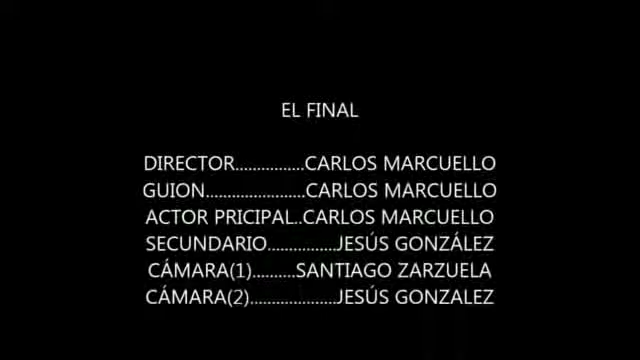 EL FINAL
DIRECTOR................CARLOS MARCUELLO
GUION.......................CARLOS MARCUELLO
ACTOR PRICIPAL..CARLOS MARCUELLO
SECUNDARIO................JESÚS GONZÁLEZ
CÁMARA(1)..........SANTIAGO ZARZUELA
CÁMARA(2)....................JESÚS GONZALEZ